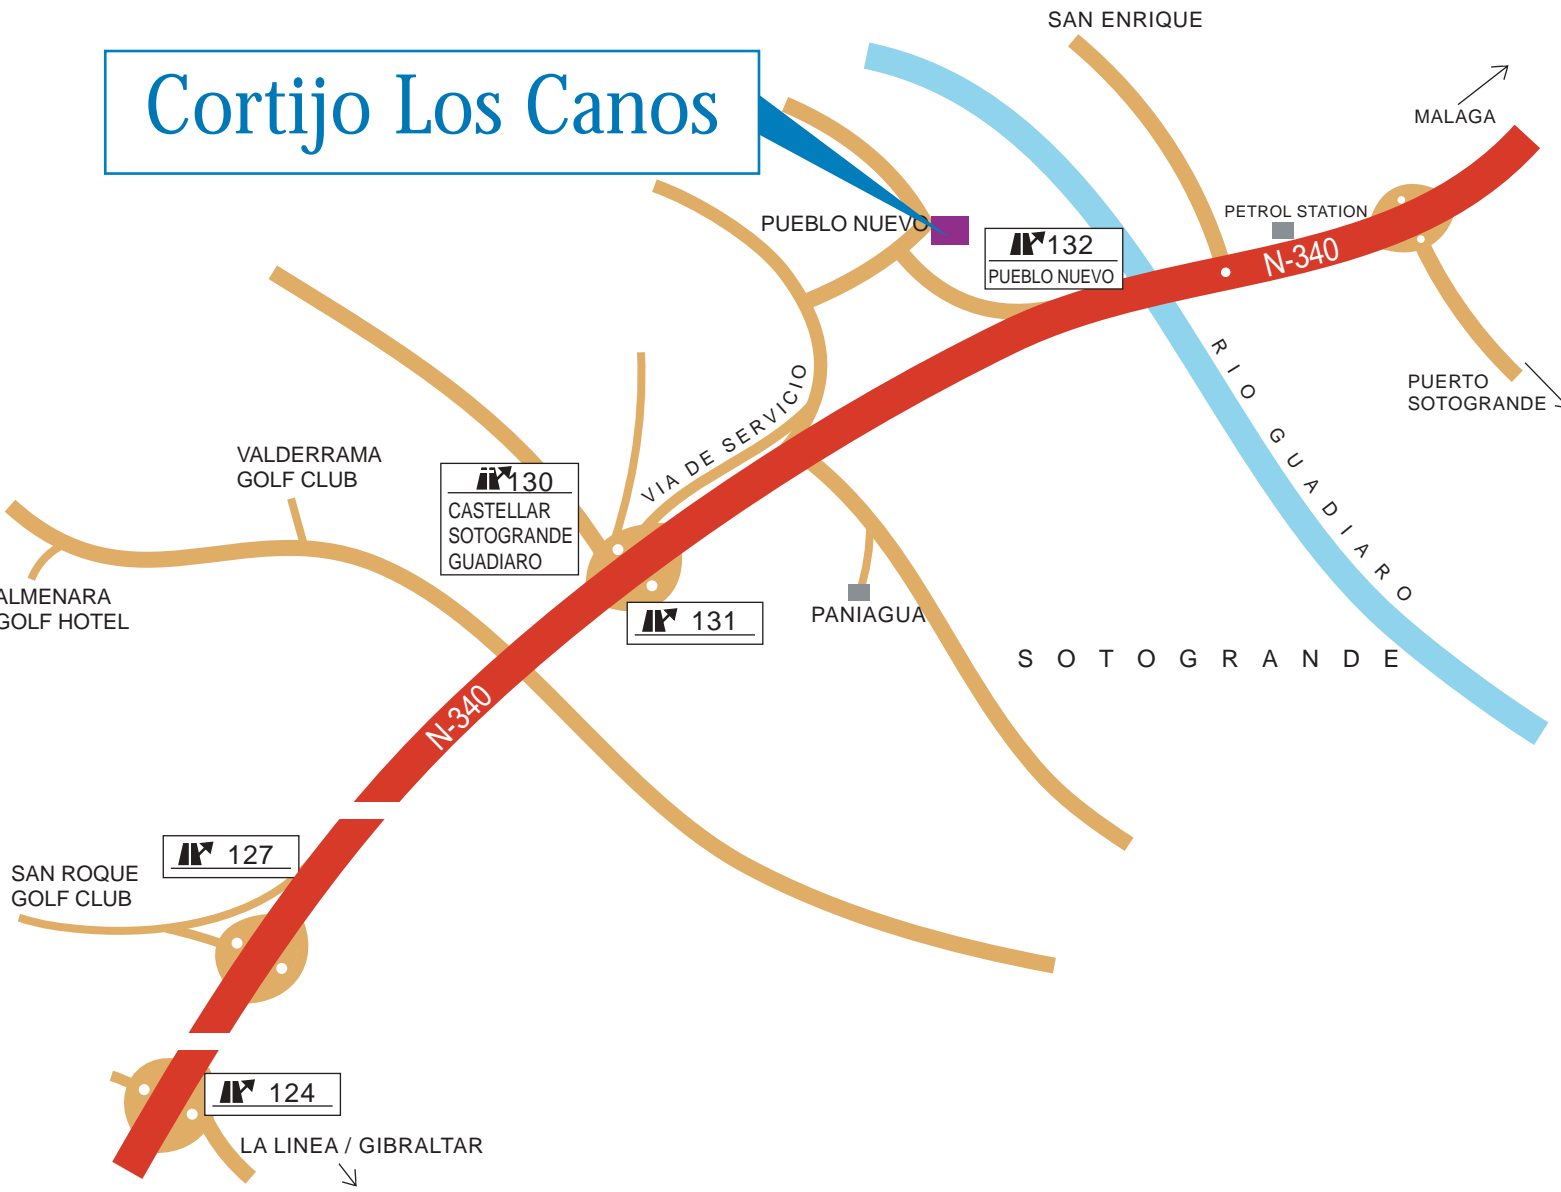 SAN ENRIQUE
Cortijo Los Canos
MALAGA
PETROL STATION
PUEBLO NUEVO
132
PUEBLO NUEVO
N-340
RIO GUADIARO
PUERTO
SOTOGRANDE
VIA DE SERVICIO
VALDERRAMA
GOLF CLUB
130
CASTELLAR
SOTOGRANDE
GUADIARO
ALMENARA
GOLF HOTEL
131
PANIAGUA
SOTOGRANDE
N-340
127
SAN ROQUE
GOLF CLUB
124
LA LINEA / GIBRALTAR